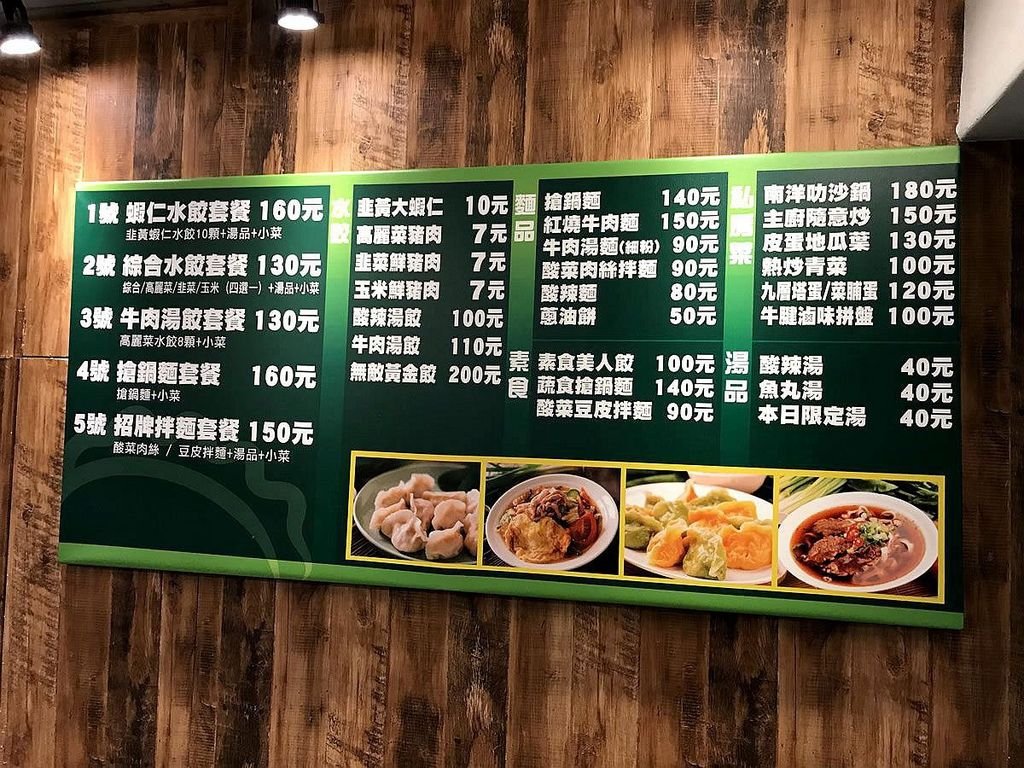 1號 蝦仁水餃套餐 160元
韭黃蝦仁水餃10顆+湯品+小菜
2號 綜合水餃套餐 130元
綜合/高麗菜/韭菜/玉米（四選一）+湯品+小菜
3號 牛肉湯餃套餐 130元
高麗菜水餃8顆+小菜
4號 搶鍋麵套餐 160元
搶鍋麵+小菜
5號 招牌拌麵套餐 150元
酸菜肉絲 / 豆皮拌麵+湯品+小菜
水餃
韭黃大蝦仁 10元
高麗菜豬肉 7元
韭菜鮮豬肉 7元
玉米鮮豬肉 7元
酸辣湯餃 100元
牛肉湯餃 110元
無敵黃金餃 200元
麵品
搶鍋麵 140元
紅燒牛肉麵 150元
牛肉湯麵(細粉) 90元
酸菜肉絲拌麵 90元
酸辣麵 80元
蔥油餅 50元
素食
素食美人餃 100元
蔬食搶鍋麵 140元
酸菜豆皮拌麵 90元
私房菜
南洋叻沙鍋 180元
主廚隨意炒 150元
皮蛋地瓜葉 130元
熱炒青菜 100元
九層塔蛋/菜脯蛋 120元
牛腱滷味拼盤 100元
湯品
酸辣湯 40元
魚丸湯 40元
本日限定湯 40元